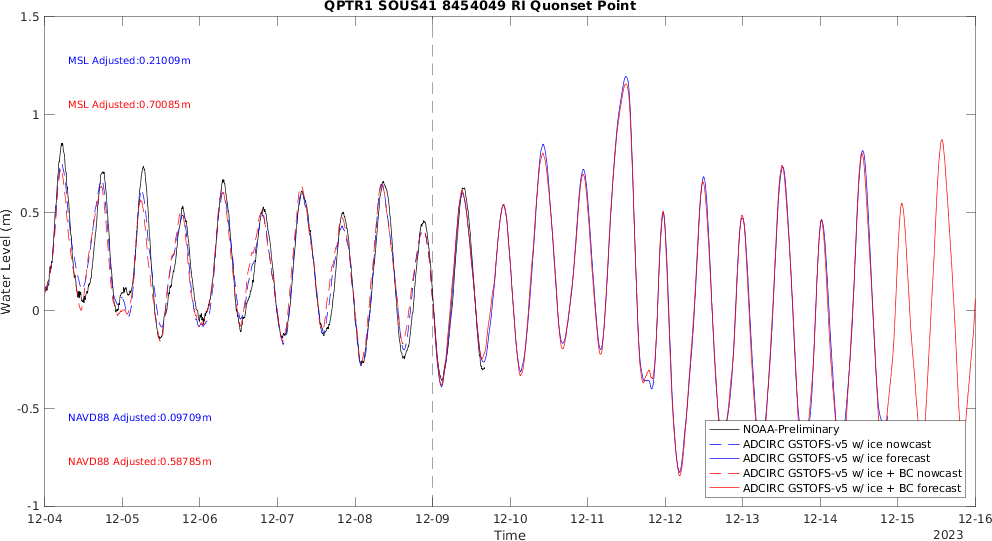 QPTR1 SOUS41 8454049 RI Quonset Point
1.5
MSL Adjusted:0.21009m
MSL Adjusted:0.70085m
1
0.5
Water Level (m)
0
-0.5
NAVD88 Adjusted:0.09709m
NAVD88 Adjusted:0.58785m
NOAA-Preliminary
ADCIRC GSTOFS-v5 w/ ice nowcast
ADCIRC GSTOFS-v5 w/ ice forecast
ADCIRC GSTOFS-v5 w/ ice + BC nowcast
ADCIRC GSTOFS-v5 w/ ice + BC forecast
-1
12-04 12-05 12-06 12-07 12-08 12-09 12-10 12-11 12-12 12-13 12-14 12-15 12-16
Time
2023